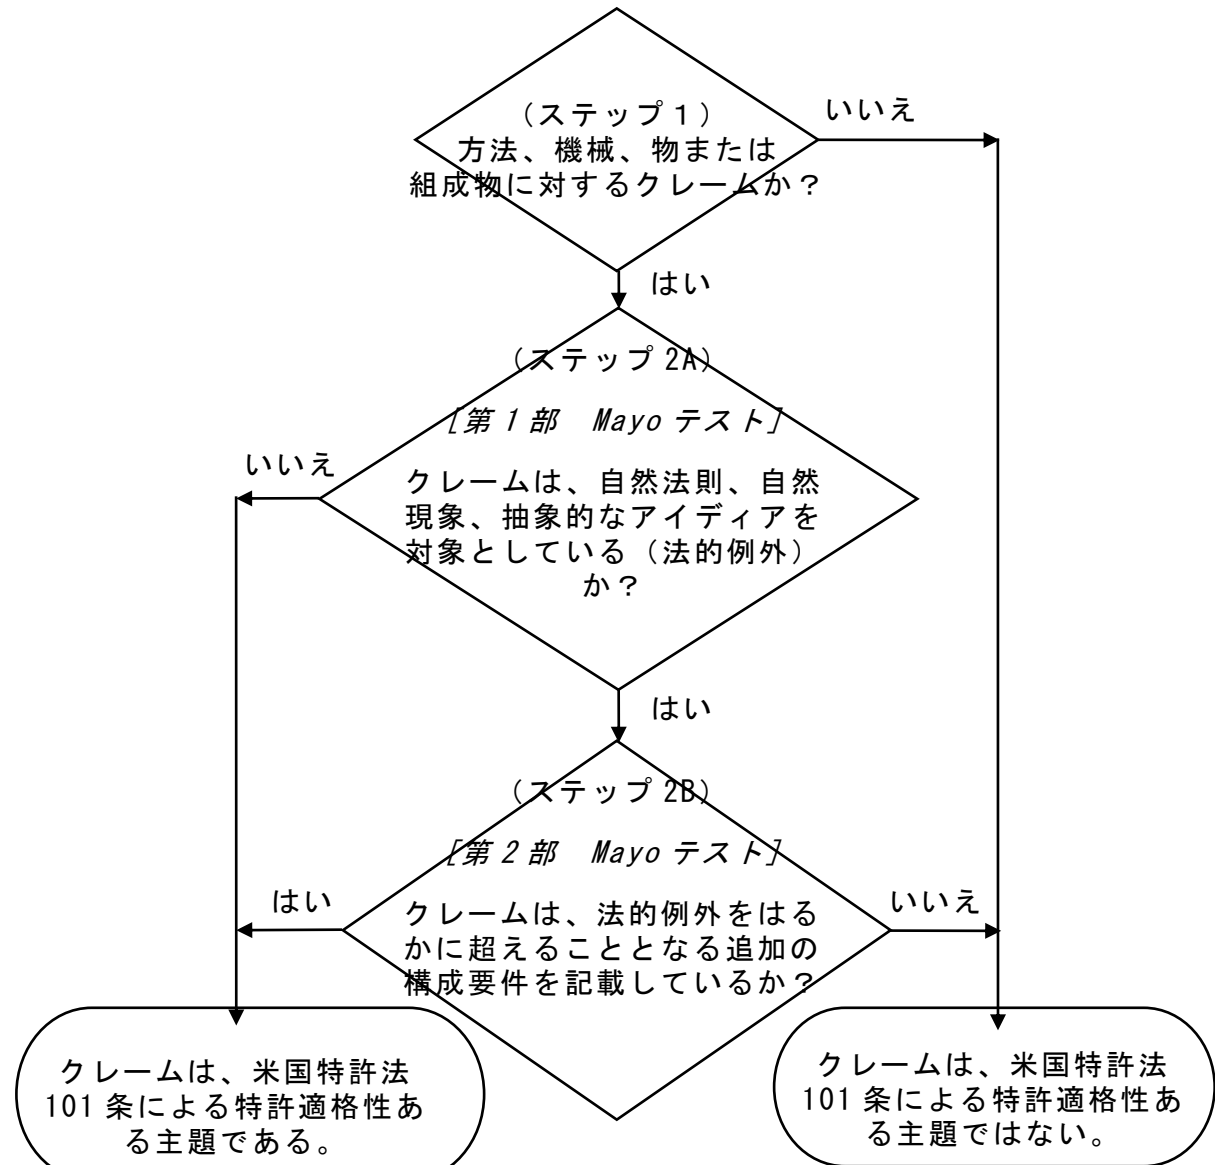 (ステップ1)
方法、機械、物または
組成物に対するクレームか?
いいえ
はい
(ステップ 2A)
[第1部 Mayo テスト]
いいえ
クレームは、自然法則、自然
現象、抽象的なアイディアを
対象としている(法的例外)
か?
はい
(ステップ 2B)
[第2部 Mayo テスト]
はい
いいえ
クレームは、法的例外をはる
かに超えることとなる追加の
構成要件を記載しているか?
クレームは、米国特許法
101 条による特許適格性あ
る主題である。
クレームは、米国特許法
101 条による特許適格性あ
る主題ではない。